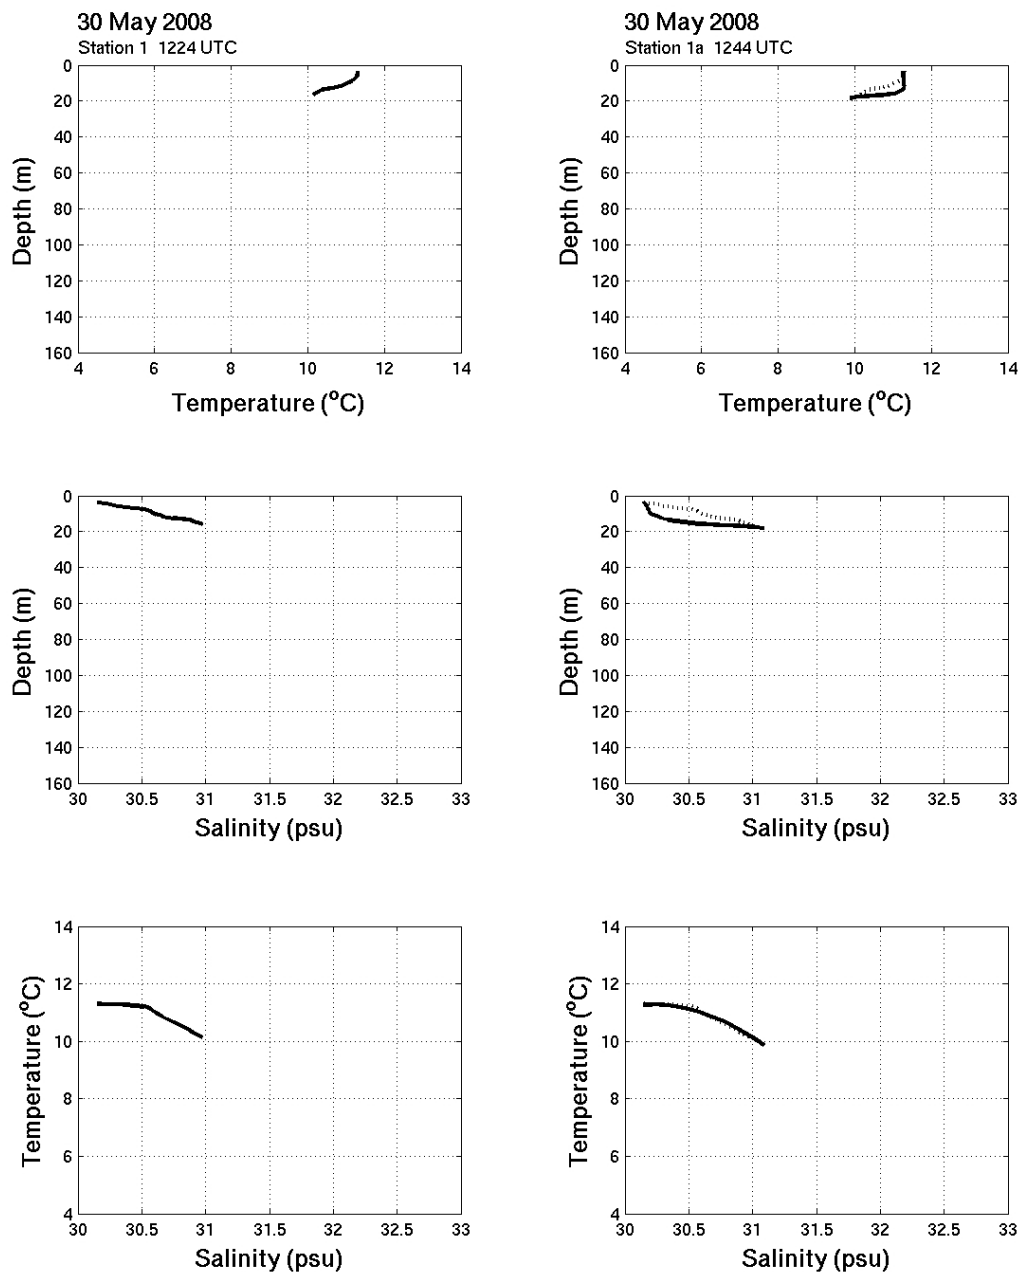 30 May 2008
Station 1 1224 UTC
0
20
40
60
80
100
120
140
160
4 6 8 10 12 14
Depth (m)
Temperature (°C)
30 May 2008
Station 1a 1244 UTC
0
20
40
60
80
100
120
140
160
4 6 8 10 12 14
Depth (m)
Temperature (°C)
0
20
40
60
80
100
120
140
160
30 30.5 31 31.5 32 32.5 33
Depth (m)
Salinity (psu)
0
20
40
60
80
100
120
140
160
30 30.5 31 31.5 32 32.5 33
Depth (m)
Salinity (psu)
14
12
10
8
6
4
30 30.5 31 31.5 32 32.5 33
Temperature (°C)
Salinity (psu)
14
12
10
8
6
4
30 30.5 31 31.5 32 32.5 33
Temperature (°C)
Salinity (psu)